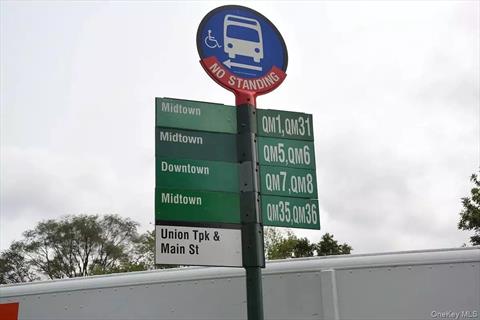 NO STANDING
Midtown QM1, QM31
Midtown QM5, QM6
Downtown QM7, QM8
Midtown QM35, QM36
Union Tpk &
Main St
OneKey MLS